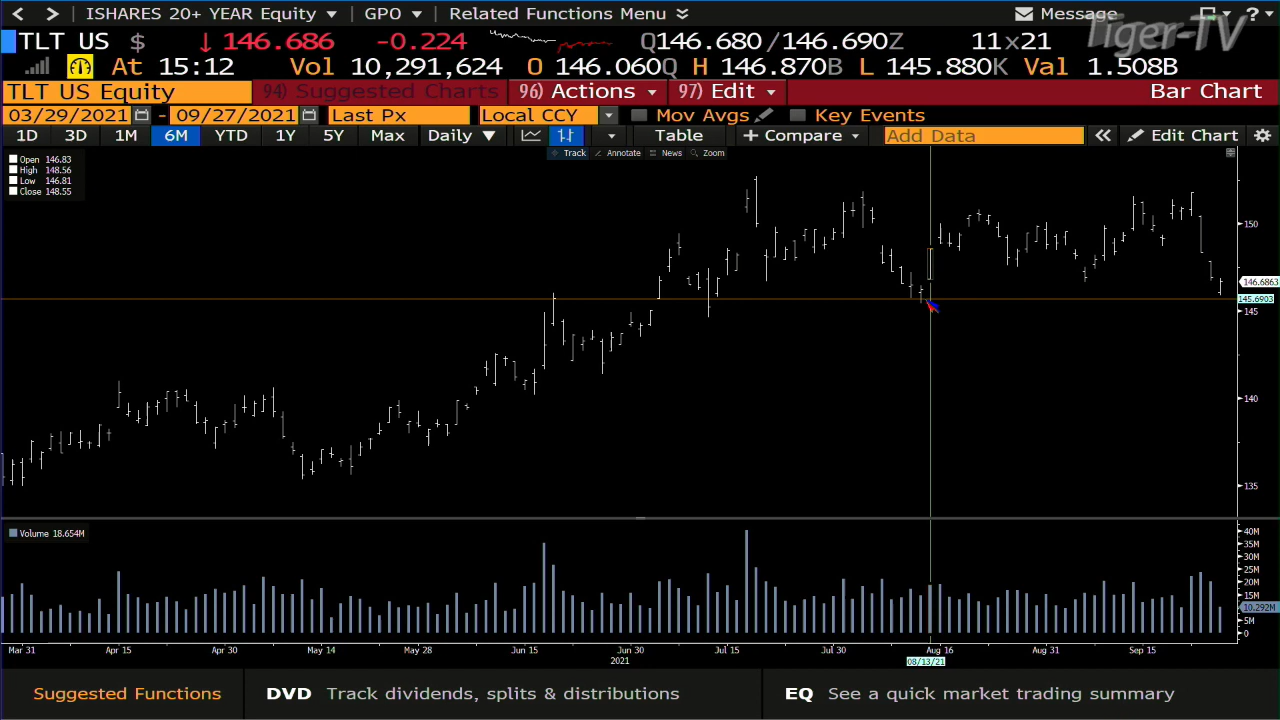 < > ISHARES 20+ YEAR Equity GPO Related Functions Menu Message ?
Tiger-TV
TLT US $ ↓ 146.686 -0.224 Q146.680/146.690Z 11x21
At 15:12 Vol 10,291,624 O 146.060Q H 146.870B L 145.880K Val 1.508B
TLT US Equity 94) Suggested Charts 96) Actions 97) Edit Bar Chart
03/29/2021 - 09/27/2021 Last Px Local CCY Mov Avgs Key Events
1D 3D 1M 6M YTD 1Y 5Y Max Daily ▼ Table + Compare Add Data « Edit Chart
Track Annotate News Zoom
Open 146.83
High 148.56
Low 146.81
Close 148.55
150
146.6863
145.6903
145
140
135
Volume 18.654M
40M
35M
30M
25M
20M
15M
10.292M
5M
0
Mar 31 Apr 15 May 14 May 28 Jun 15 Jun 30 Jul 15 Jul 30 Aug 16 Aug 31 Sep 15
2021 08/13/21
Suggested Functions DVD Track dividends, splits & distributions EQ See a quick market trading summary